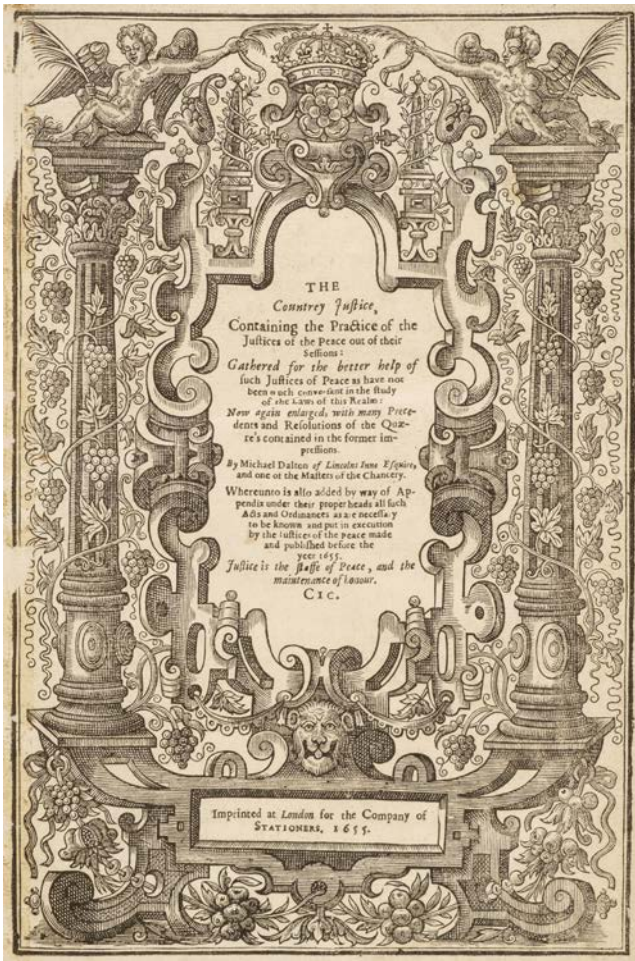 THE
Countrey Juſtice,
Containing the Practice of the
Juſtices of the Peace out of their
Seſſions:
Gathered for the better help of
ſuch Juſtices of Peace as have not
been much converſant in the ſtudy
of the Laws of this Realm:
Now again enlarged, with many Prece-
dents and Reſolutions of the Quæ-
re's contained in the former im-
preſſions.
By Michael Dalton of Lincolns Inne Eſquire,
and one of the Maſters of the Chancery.
Whereunto is alſo added by way of Ap-
pendix under their proper heads all ſuch
Acts and Ordinances as are neceſſary
to be known and put in execution
by the Juſtices of the Peace made
and publiſhed before the
year 1655.
Juſtice is the ſtaffe of Peace, and the
maintenance of honour.
CIC.
Imprinted at London for the Company of
STATIONERS, 1655.